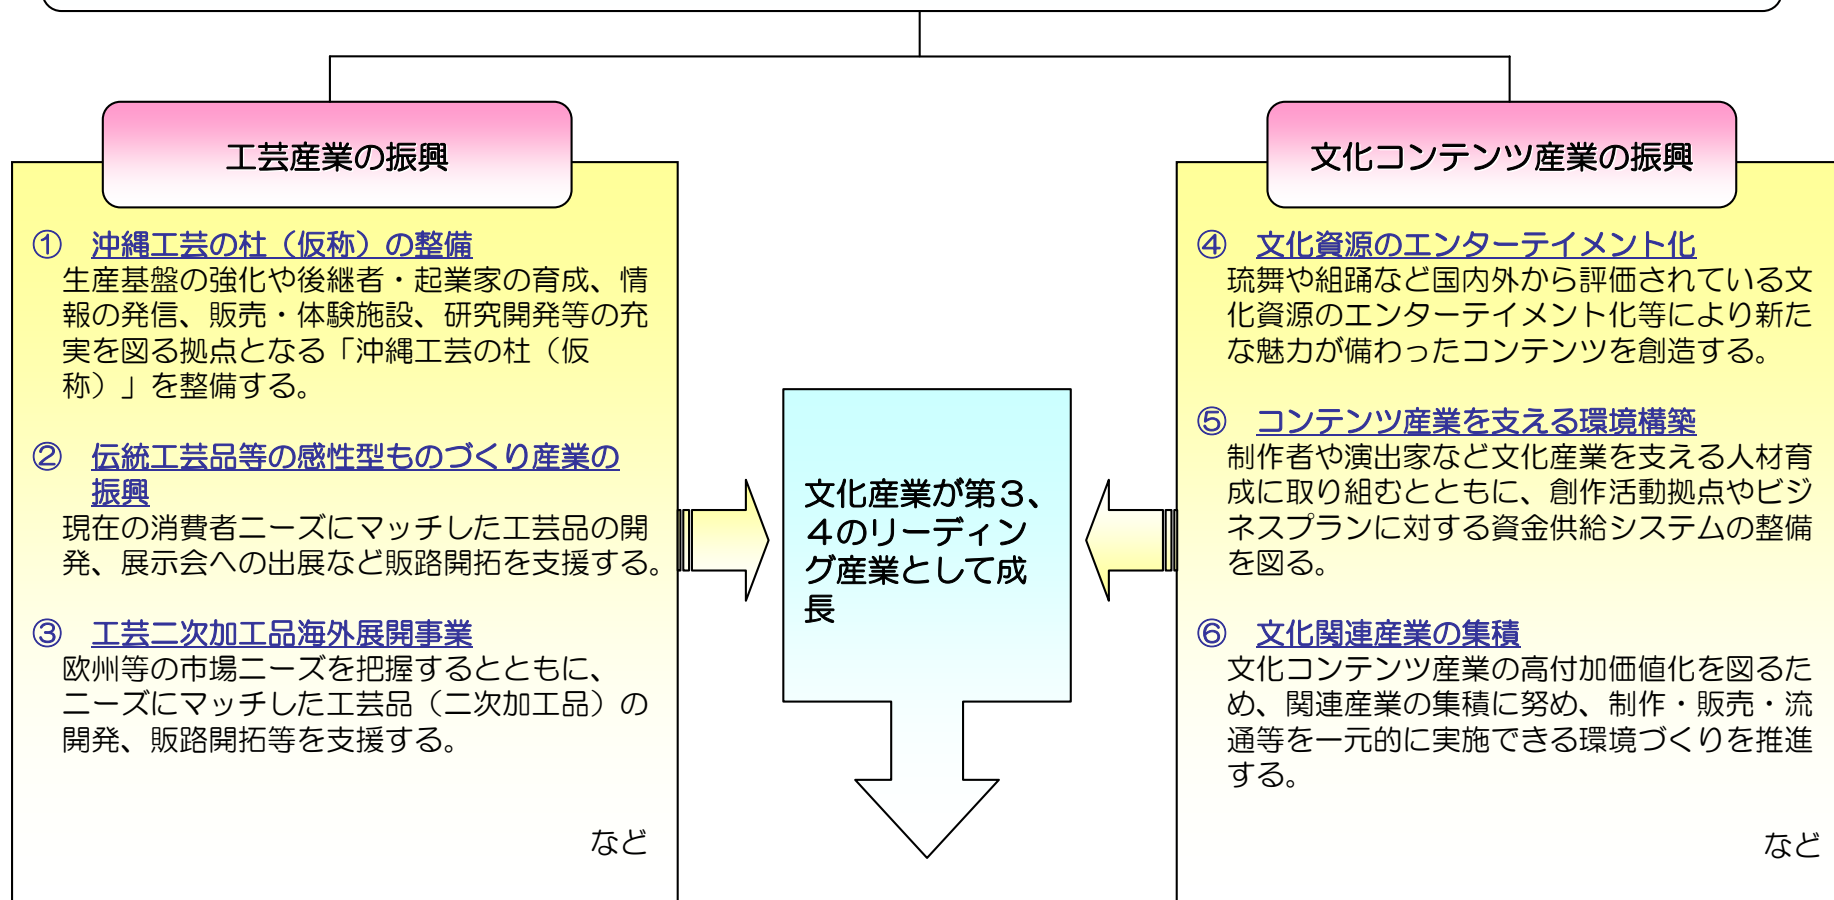 工芸産業の振興
① 沖縄工芸の杜（仮称）の整備
生産基盤の強化や後継者・起業家の育成、情
報の発信、販売・体験施設、研究開発等の充
実を図る拠点となる「沖縄工芸の杜（仮
称）」を整備する。
② 伝統工芸品等の感性型ものづくり産業の
振興
現在の消費者ニーズにマッチした工芸品の開
発、展示会への出展など販路開拓を支援する。
③ 工芸二次加工品海外展開事業
欧州等の市場ニーズを把握するとともに、
ニーズにマッチした工芸品（二次加工品）の
開発、販路開拓等を支援する。
など
文化産業が第３、
４のリーディン
グ産業として成
長
文化コンテンツ産業の振興
④ 文化資源のエンターテイメント化
琉舞や組踊など国内外から評価されている文
化資源のエンターテイメント化等により新た
な魅力が備わったコンテンツを創造する。
⑤ コンテンツ産業を支える環境構築
制作者や演出家など文化産業を支える人材育
成に取り組むとともに、創作活動拠点やビジ
ネスプランに対する資金供給システムの整備
を図る。
⑥ 文化関連産業の集積
文化コンテンツ産業の高付加価値化を図るた
め、関連産業の集積に努め、制作・販売・流
通等を一元的に実施できる環境づくりを推進
する。
など